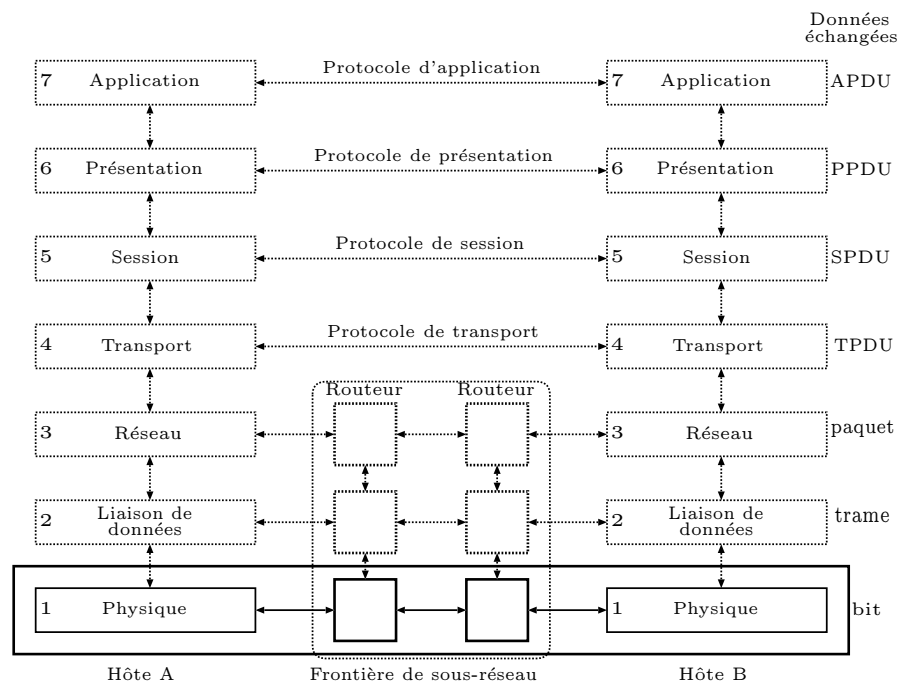 Données
échangées
Protocole d'application
7 Application
7 Application
APDU
Protocole de présentation
6 Présentation
6 Présentation
PPDU
Protocole de session
5 Session
5 Session
SPDU
Protocole de transport
4 Transport
4 Transport
TPDU
Routeur
Routeur
3 Réseau
3 Réseau
paquet
2 Liaison de
données
2 Liaison de
données
trame
1 Physique
1 Physique
bit
Hôte A
Frontière de sous-réseau
Hôte B